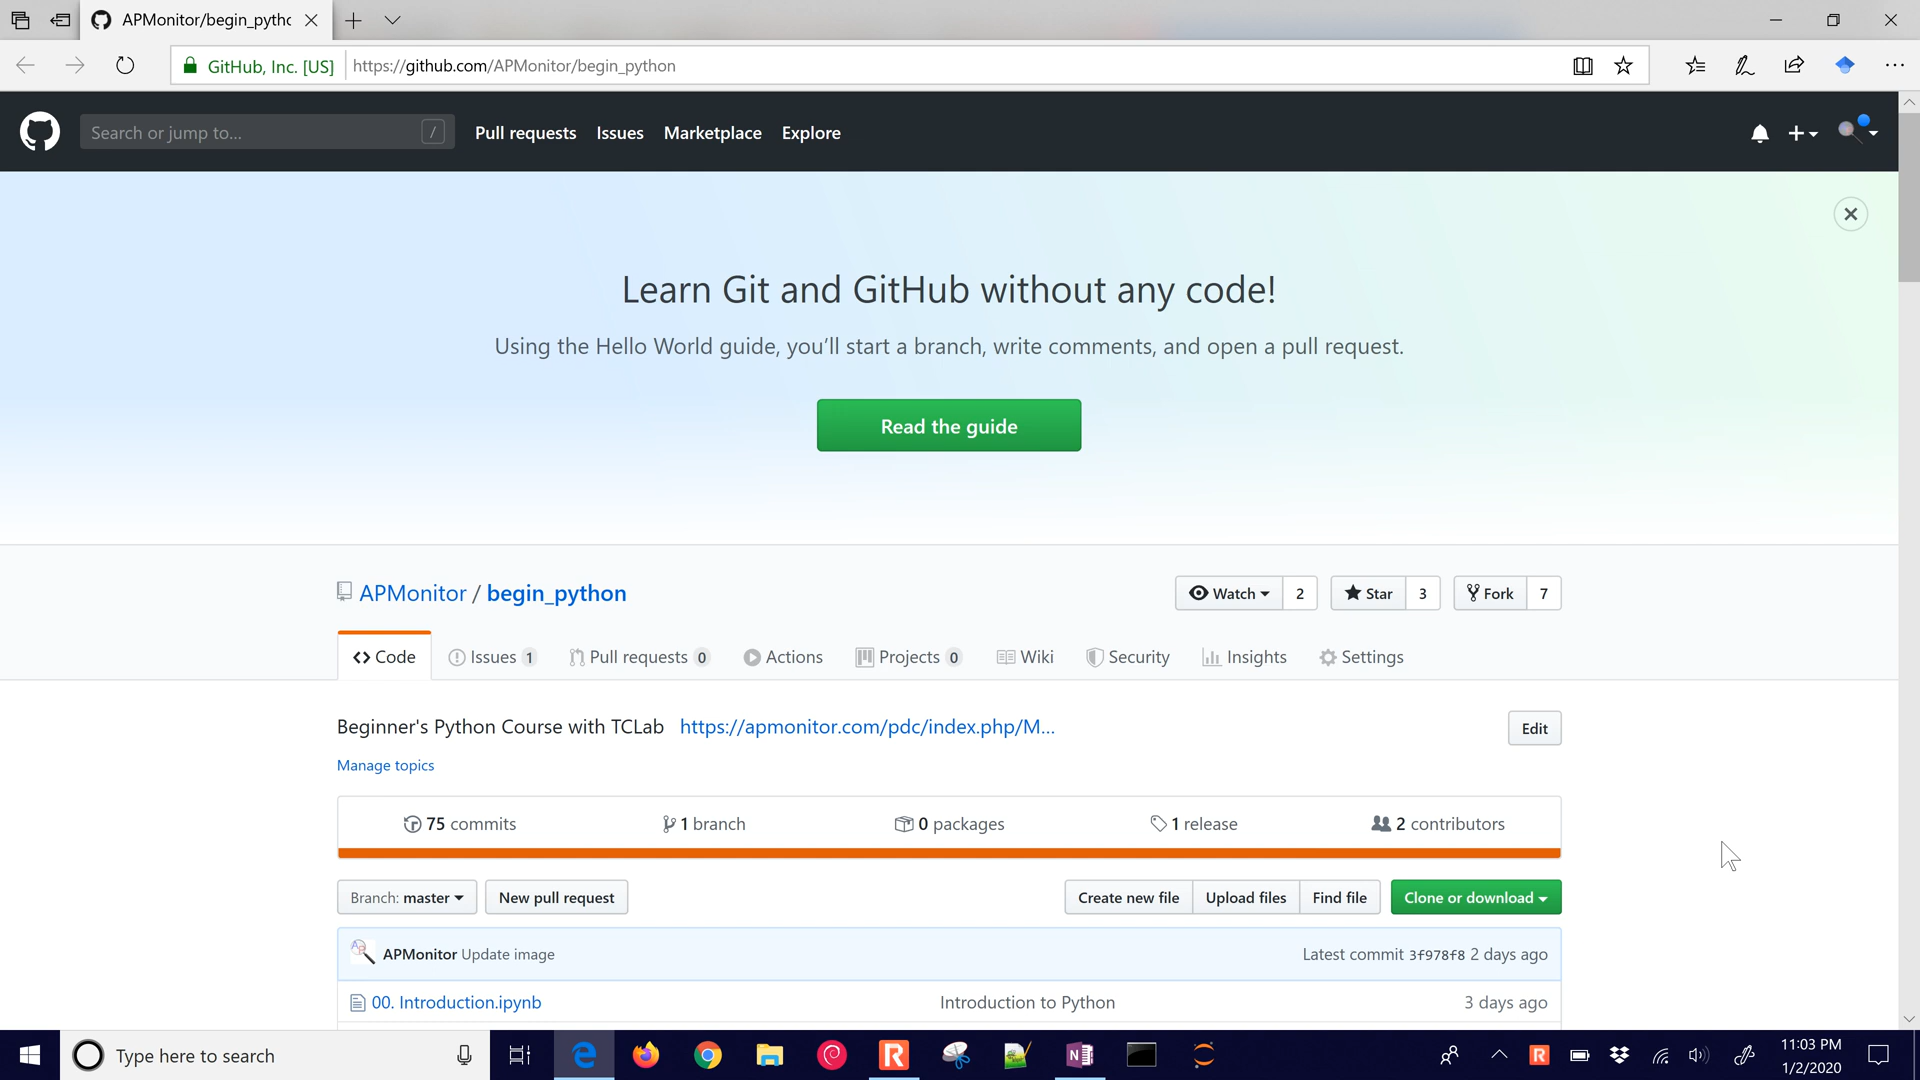 APMonitor/begin_pytho
GitHub, Inc. [US] https://github.com/APMonitor/begin_python
Search or jump to... / Pull requests Issues Marketplace Explore
Learn Git and GitHub without any code!
Using the Hello World guide, you’ll start a branch, write comments, and open a pull request.
Read the guide
APMonitor / begin_python Watch 2 Star 3 Fork 7
Code Issues 1 Pull requests 0 Actions Projects 0 Wiki Security Insights Settings
Beginner's Python Course with TCLab https://apmonitor.com/pdc/index.php/M... Edit
Manage topics
75 commits 1 branch 0 packages 1 release 2 contributors
Branch: master New pull request Create new file Upload files Find file Clone or download
APMonitor Update image Latest commit 3f978f8 2 days ago
00. Introduction.ipynb Introduction to Python 3 days ago
Type here to search 11:03 PM
1/2/2020